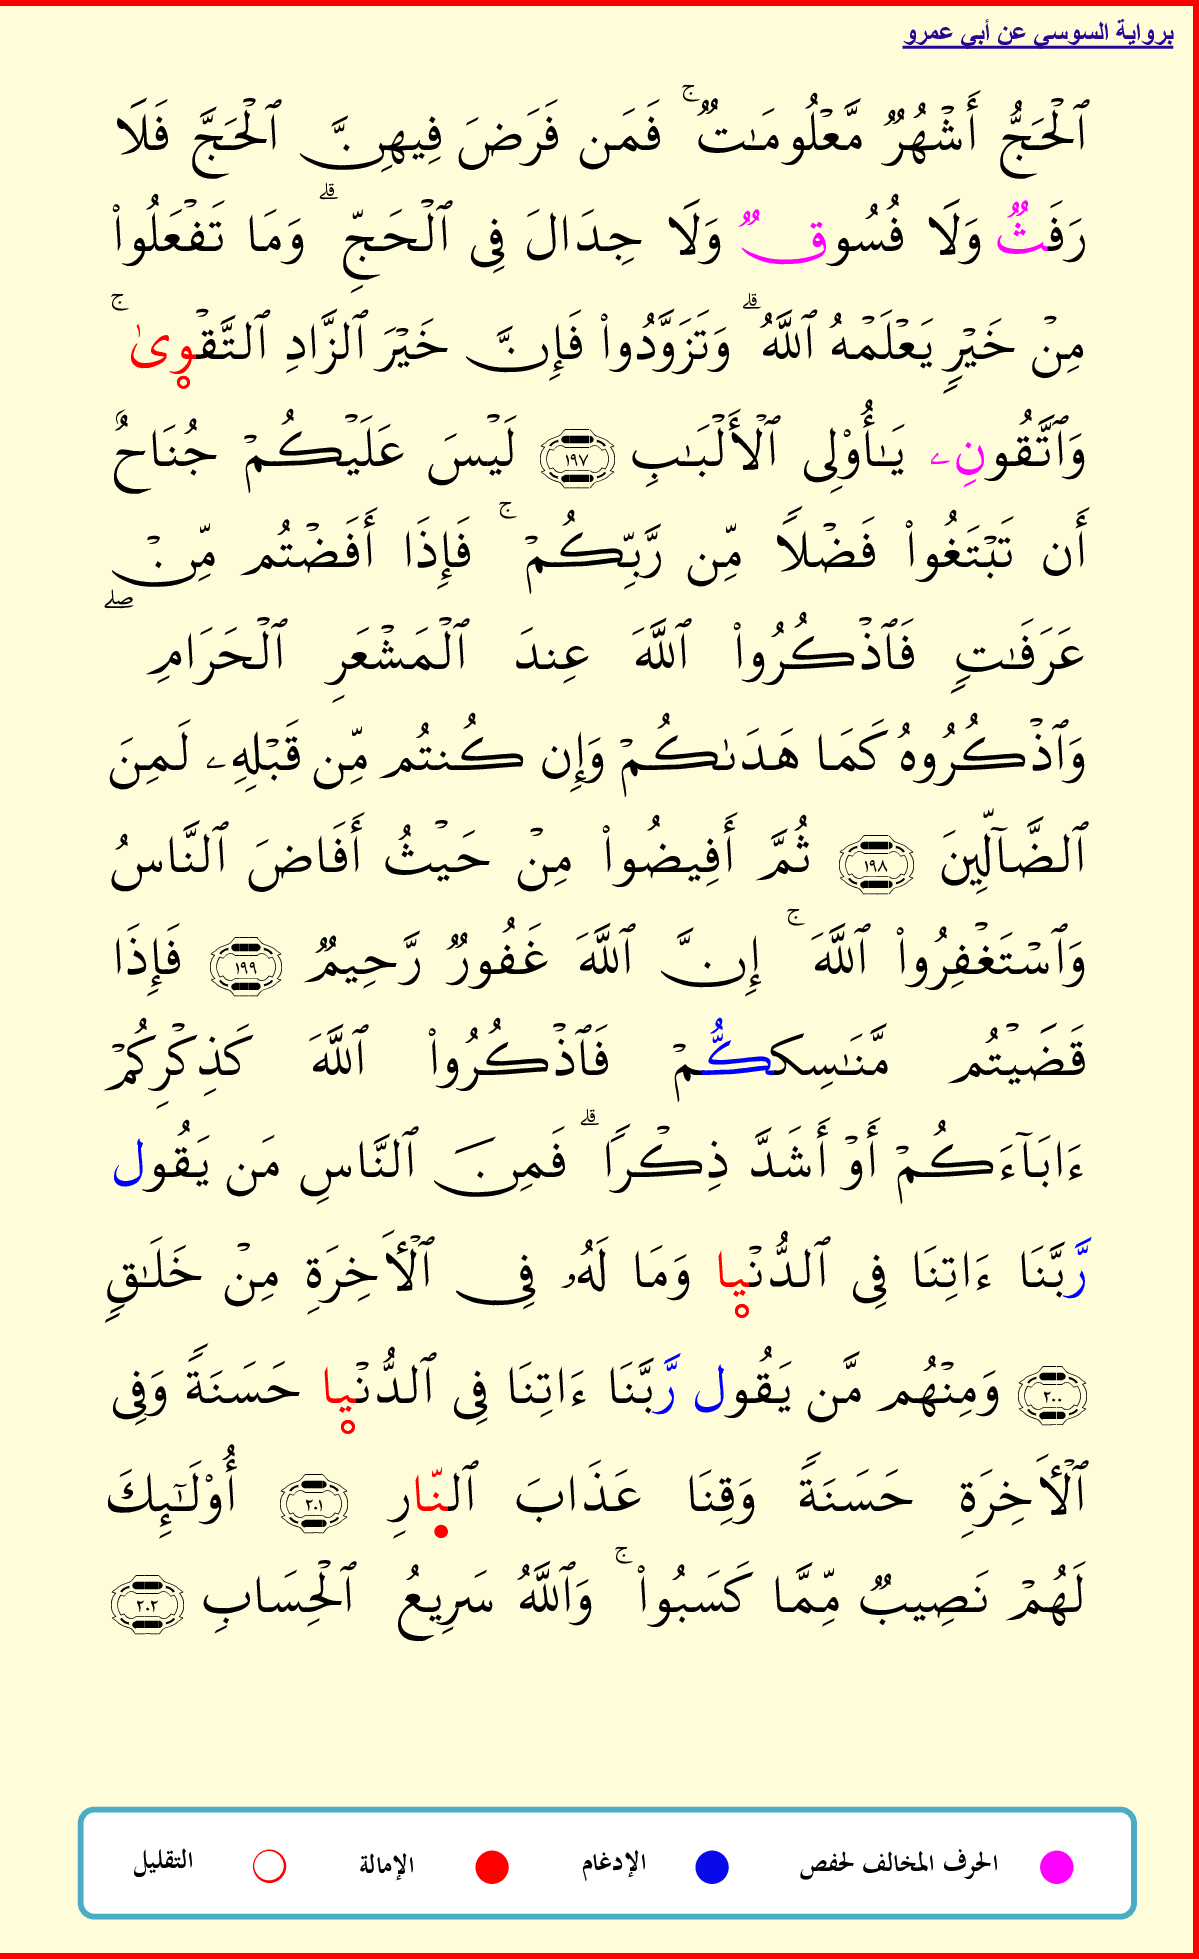 برواية السوسي عن أبي عمرو
ٱلۡحَجُّ أَشۡهُرٞ مَّعۡلُومَٰتٞۚ فَمَن فَرَضَ فِيهِنَّ ٱلۡحَجَّ فَلَا
رَفَثٞ وَلَا فُسُوقٞ وَلَا جِدَالَ فِي ٱلۡحَجِّۗ وَمَا تَفۡعَلُواْ
مِنۡ خَيۡرٖ يَعۡلَمۡهُ ٱللَّهُۗ وَتَزَوَّدُواْ فَإِنَّ خَيۡرَ ٱلزَّادِ ٱلتَّقۡوِىٰۚ
وَٱتَّقُونِۦ يَٰٓأُوْلِي ٱلۡأَلۡبَٰبِ ١٩٧ لَيۡسَ عَلَيۡكُمۡ جُنَاحٌ
أَن تَبۡتَغُواْ فَضۡلٗا مِّن رَّبِّكُمۡۚ فَإِذَا أَفَضۡتُم مِّنۡ
عَرَفَٰتٖ فَٱذۡكُرُواْ ٱللَّهَ عِندَ ٱلۡمَشۡعَرِ ٱلۡحَرَامِۖ
وَٱذۡكُرُوهُ كَمَا هَدَىٰكُمۡ وَإِن كُنتُم مِّن قَبۡلِهِۦ لَمِنَ
ٱلضَّآلِّينَ ١٩٨ ثُمَّ أَفِيضُواْ مِنۡ حَيۡثُ أَفَاضَ ٱلنَّاسُ
وَٱسۡتَغۡفِرُواْ ٱللَّهَۚ إِنَّ ٱللَّهَ غَفُورٞ رَّحِيمٞ ١٩٩ فَإِذَا
قَضَيۡتُم مَّنَٰسِككُّمۡ فَٱذۡكُرُواْ ٱللَّهَ كَذِكۡرِكُمۡ
ءَابَآءَكُمۡ أَوۡ أَشَدَّ ذِكۡرٗاۗ فَمِنَ ٱلنَّاسِ مَن يَقُول
رَّبَّنَا ءَاتِنَا فِي ٱلدُّنۡيِا وَمَا لَهُۥ فِي ٱلۡأٓخِرَةِ مِنۡ خَلَٰقٖ
٢٠٠ وَمِنۡهُم مَّن يَقُول رَّبَّنَا ءَاتِنَا فِي ٱلدُّنۡيِا حَسَنَةٗ وَفِي
ٱلۡأٓخِرَةِ حَسَنَةٗ وَقِنَا عَذَابَ ٱلنّارِ ٢٠١ أُوْلَٰٓئِكَ
لَهُمۡ نَصِيبٞ مِّمَّا كَسَبُواْۚ وَٱللَّهُ سَرِيعُ ٱلۡحِسَابِ ٢٠٢
الحرف المخالف لحفص الإدغام الإمالة التقليل